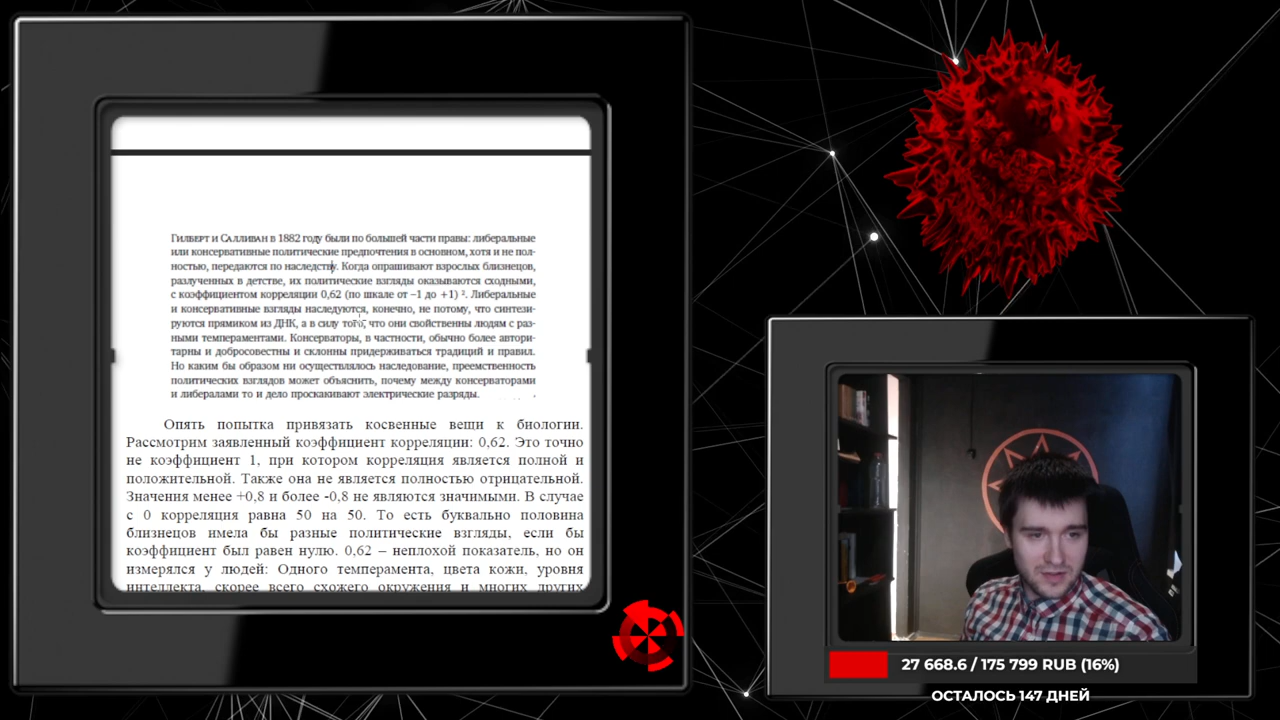 Гилберт и Салливан в 1882 году были по большей части правы: либеральные
или консервативные политические предпочтения в основном, хотя и не пол-
ностью, передаются по наследству. Когда опрашивают взрослых близнецов,
разлученных в детстве, их политические взгляды оказываются сходными,
с коэффициентом корреляции 0,62 (по шкале от −1 до +1) ². Либеральные
и консервативные взгляды наследуются, конечно, не потому, что синтези-
руются прямиком из ДНК, а в силу того, что они свойственны людям с раз-
ными темпераментами. Консерваторы, в частности, обычно более автори-
тарны и добросовестны и склонны придерживаться традиций и правил.
Но каким бы образом ни осуществлялось наследование, преемственность
политических взглядов может объяснить, почему между консерваторами
и либералами то и дело проскакивают электрические разряды.
Опять попытка привязать косвенные вещи к биологии.
Рассмотрим заявленный коэффициент корреляции: 0,62. Это точно
не коэффициент 1, при котором корреляция является полной и
положительной. Также она не является полностью отрицательной.
Значения менее +0,8 и более -0,8 не являются значимыми. В случае
с 0 корреляция равна 50 на 50. То есть буквально половина
близнецов имела бы разные политические взгляды, если бы
коэффициент был равен нулю. 0,62 – неплохой показатель, но он
измерялся у людей: Одного темперамента, цвета кожи, уровня
интеллекта, скорее всего схожего окружения и многих других
27 668.6 / 175 799 RUB (16%)
ОСТАЛОСЬ 147 ДНЕЙ